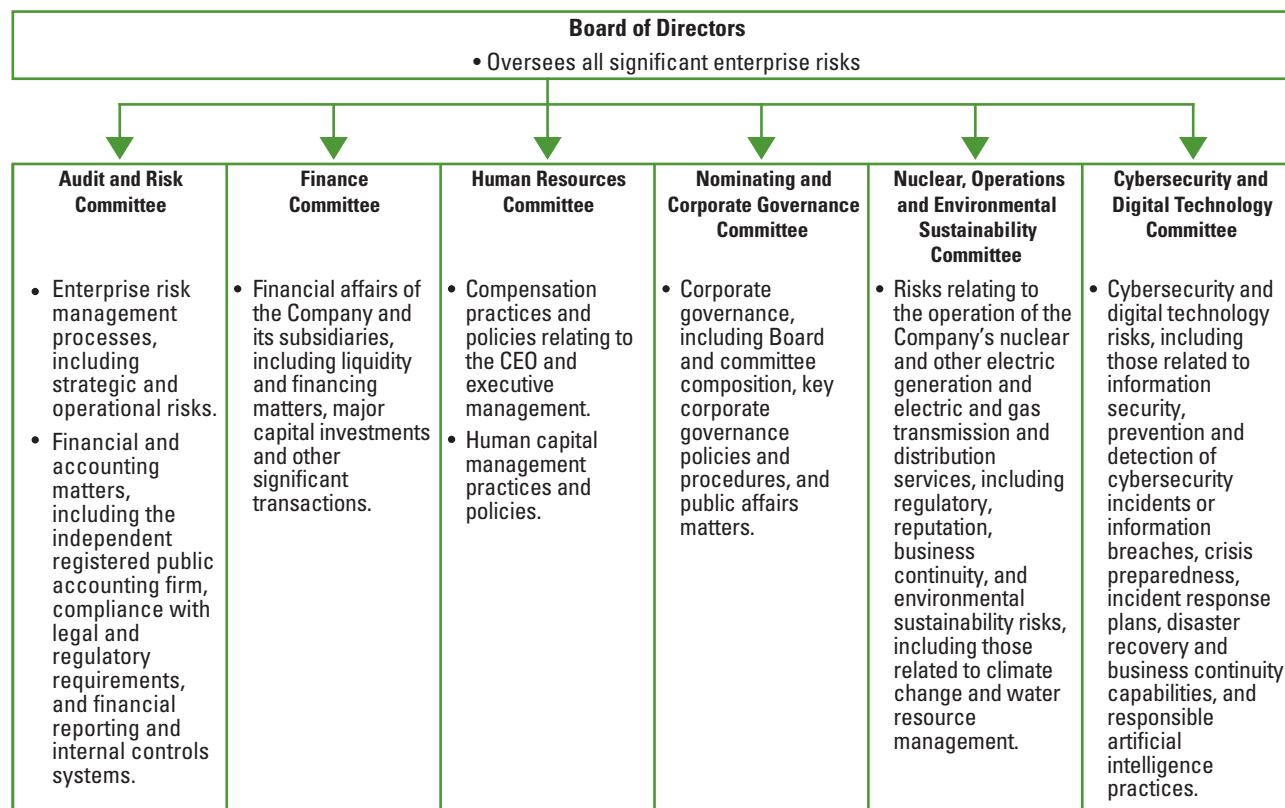 Board of Directors
• Oversees all significant enterprise risks
Audit and Risk
Committee
• Enterprise risk
management
processes,
including
strategic and
operational risks.
• Financial and
accounting
matters,
including the
independent
registered public
accounting firm,
compliance with
legal and
regulatory
requirements,
and financial
reporting and
internal controls
systems.
Finance
Committee
• Financial affairs of
the Company and
its subsidiaries,
including liquidity
and financing
matters, major
capital investments
and other
significant
transactions.
Human Resources
Committee
• Compensation
practices and
policies relating to
the CEO and
executive
management.
• Human capital
management
practices and
policies.
Nominating and
Corporate Governance
Committee
• Corporate
governance,
including Board
and committee
composition, key
corporate
governance
policies and
procedures, and
public affairs
matters.
Nuclear, Operations
and Environmental
Sustainability
Committee
• Risks relating to
the operation of the
Company’s nuclear
and other electric
generation and
electric and gas
transmission and
distribution
services, including
regulatory,
reputation,
business
continuity, and
environmental
sustainability risks,
including those
related to climate
change and water
resource
management.
Cybersecurity and
Digital Technology
Committee
• Cybersecurity and
digital technology
risks, including
those related to
information
security,
prevention and
detection of
cybersecurity
incidents or
information
breaches, crisis
preparedness,
incident response
plans, disaster
recovery and
business continuity
capabilities, and
responsible
artificial
intelligence
practices.